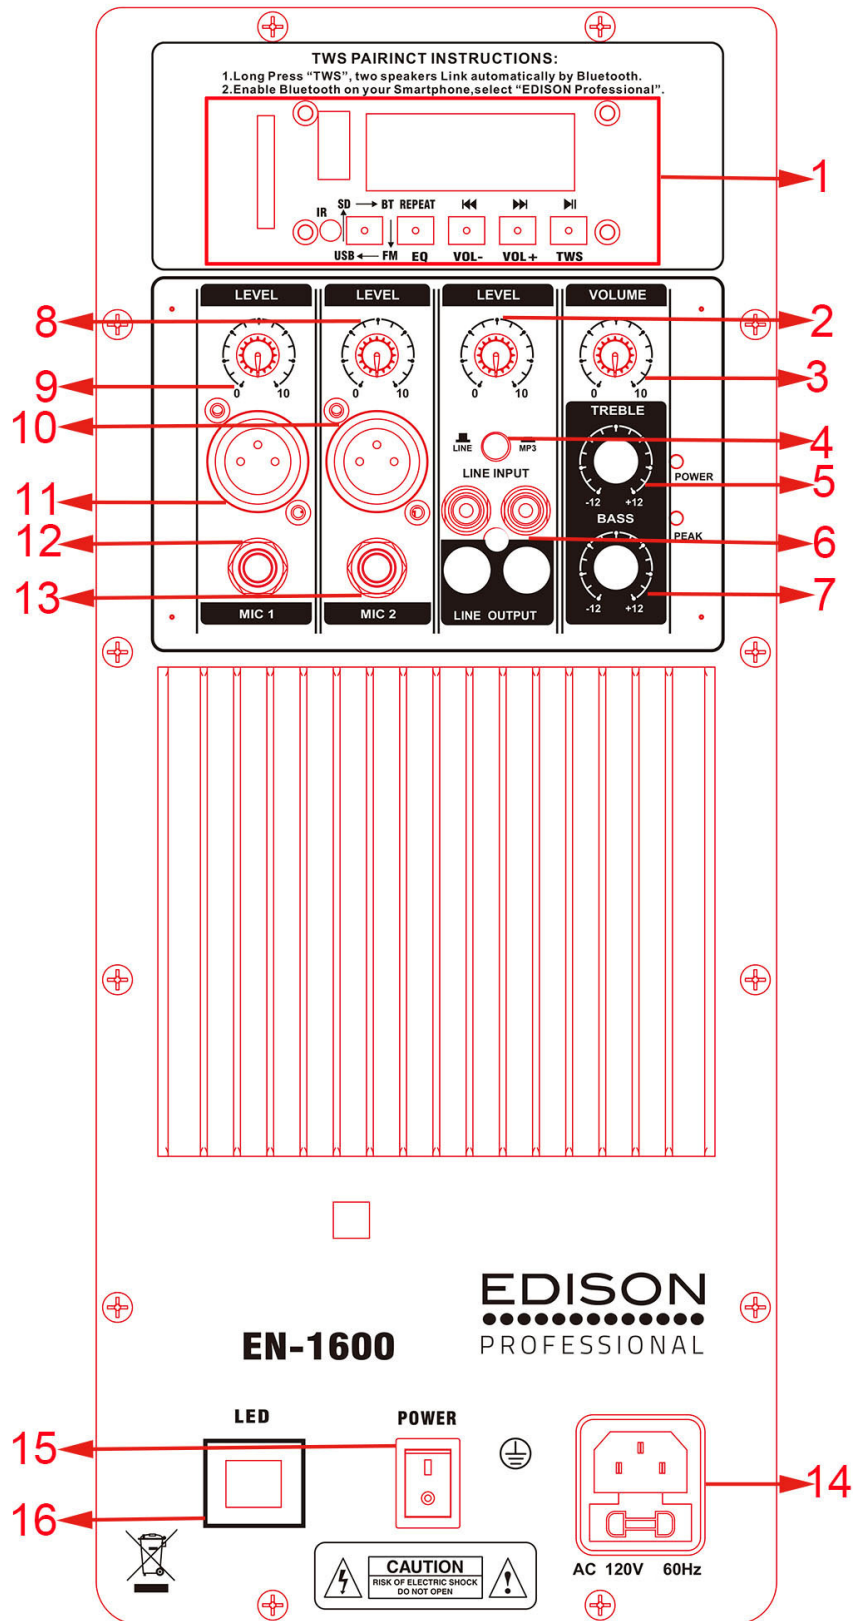 TWS PAIRINCT INSTRUCTIONS:
1.Long Press “TWS”, two speakers Link automatically by Bluetooth.
2.Enable Bluetooth on your Smartphone,select “EDISON Professional”.
1
IR SD BT REPEAT
USB FM EQ VOL- VOL+ TWS
LEVEL LEVEL LEVEL VOLUME
8 2
9 0 10 0 10 0 10 0 10 3
TREBLE
10 LINE MP3 4
LINE INPUT POWER
11 -12 +12 5
BASS
12 PEAK 6
13 -12 +12 7
MIC 1 MIC 2 LINE OUTPUT
EDISON
PROFESSIONAL
EN-1600
LED POWER
15
14
16
AC 120V 60Hz
CAUTION
RISK OF ELECTRIC SHOCK
DO NOT OPEN